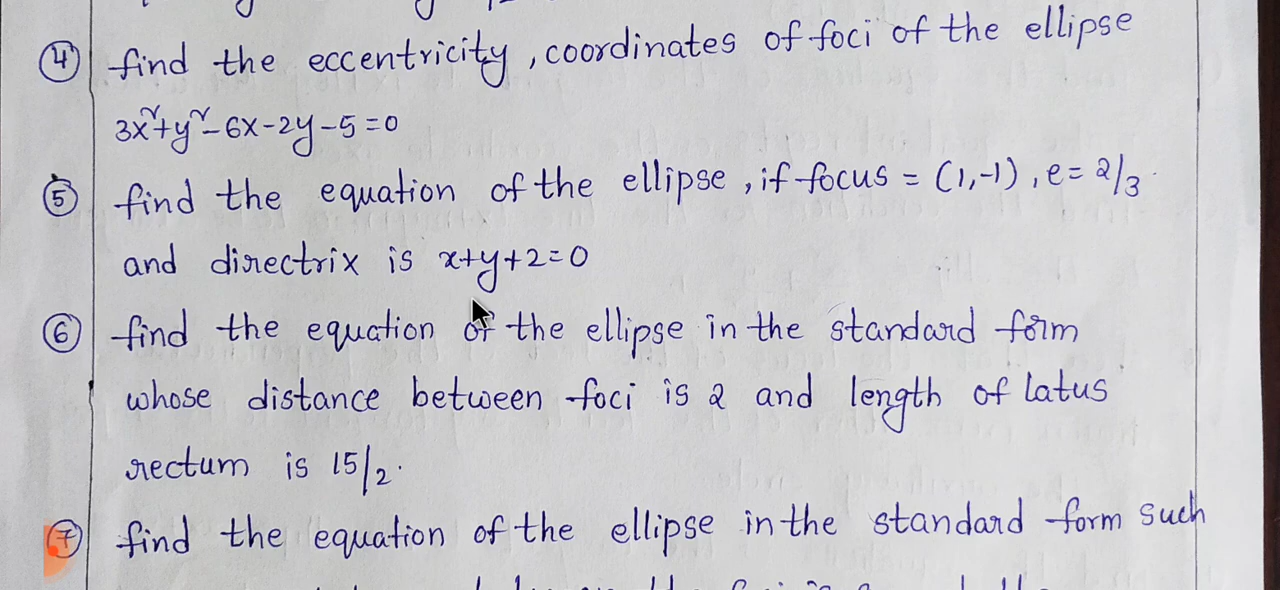 ④ find the eccentricity, coordinates of foci of the ellipse
3x²+y²-6x-2y-5=0
⑤ find the equation of the ellipse, if focus = (1,-1), e=2/3
and directrix is x+y+2=0
⑥ find the equation of the ellipse in the standard form
whose distance between foci is 2 and length of latus
rectum is 15/2.
⑦ find the equation of the ellipse in the standard form such